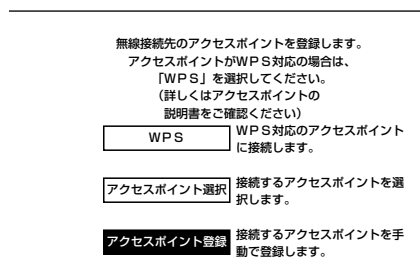 無線接続先のアクセスポイントを登録します。
アクセスポイントがWPS対応の場合は、
「WPS」を選択してください。
（詳しくはアクセスポイントの
説明書をご確認ください）
WPS
WPS対応のアクセスポイント
に接続します。
アクセスポイント選択
接続するアクセスポイントを選
択します。
アクセスポイント登録
接続するアクセスポイントを手
動で登録します。